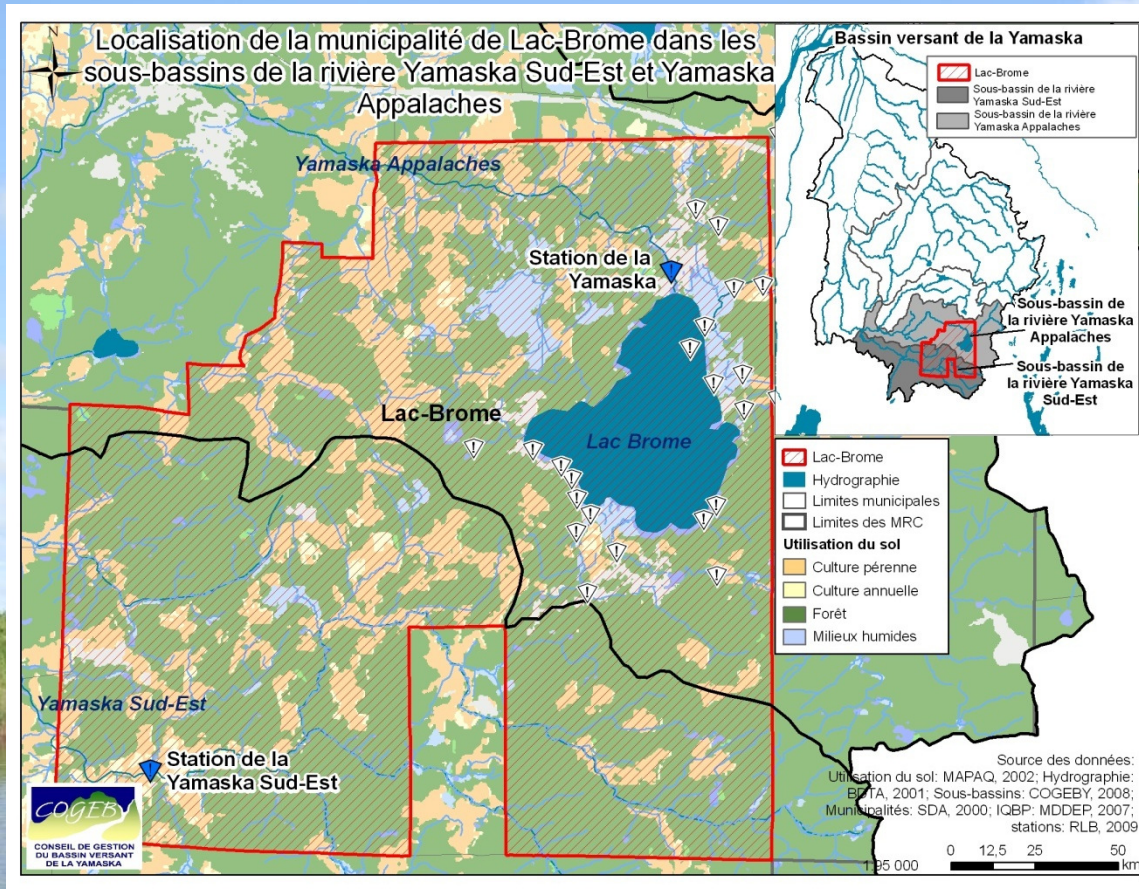 Localisation de la municipalité de Lac-Brome dans les
sous-bassins de la rivière Yamaska Sud-Est et Yamaska
Appalaches
N
Yamaska Appalaches
Station de la
Yamaska
Lac-Brome
Lac Brome
Yamaska Sud-Est
Station de la
Yamaska Sud-Est
COGEBY
CONSEIL DE GESTION
DU BASSIN VERSANT
DE LA YAMASKA
Bassin versant de la Yamaska
Lac-Brome
Sous-bassin de la rivière
Yamaska Sud-Est
Sous-bassin de la rivière
Yamaska Appalaches
Sous-bassin de
la rivière Yamaska
Appalaches
Sous-bassin de
la rivière Yamaska
Sud-Est
Lac-Brome
Hydrographie
Limites municipales
Limites des MRC
Utilisation du sol
Culture pérenne
Culture annuelle
Forêt
Milieux humides
Source des données:
Utilisation du sol: MAPAQ, 2002; Hydrographie:
BDTA, 2001; Sous-bassins: COGEBY, 2008;
Municipalités: SDA, 2000; IQBP: MDDEP, 2007;
stations: RLB, 2009
1:95 000
0 12,5 25 50
km